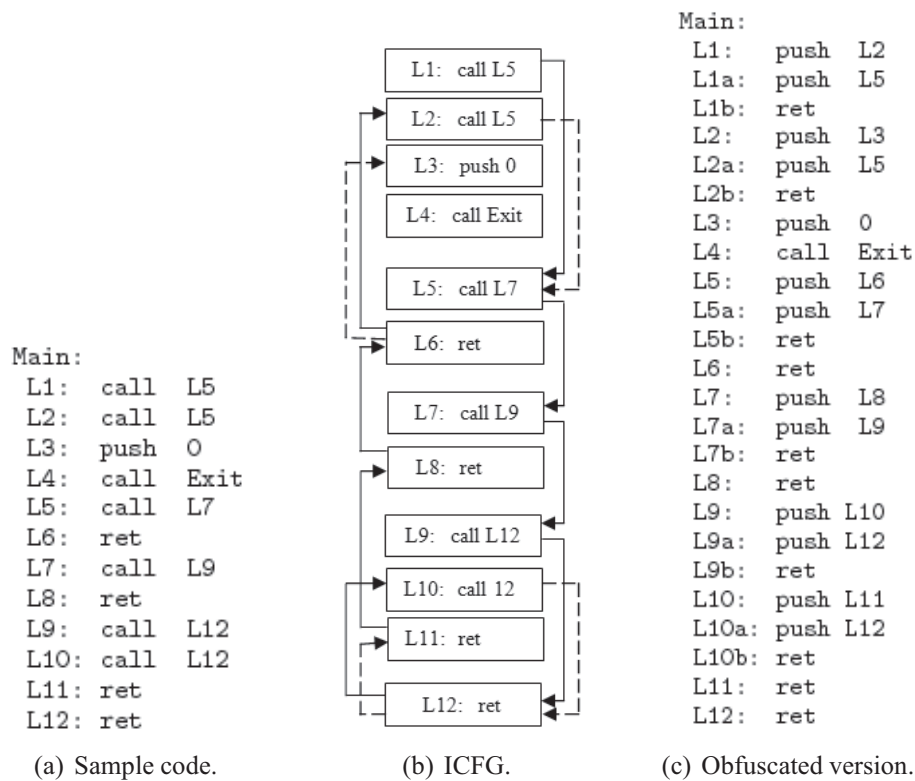 Main:
L1: call L5
L2: call L5
L3: push 0
L4: call Exit
L5: call L7
L6: ret
L7: call L9
L8: ret
L9: call L12
L10: call L12
L11: ret
L12: ret
(a) Sample code.
L1: call L5
L2: call L5
L3: push 0
L4: call Exit
L5: call L7
L6: ret
L7: call L9
L8: ret
L9: call L12
L10: call 12
L11: ret
L12: ret
(b) ICFG.
Main:
L1: push L2
L1a: push L5
L1b: ret
L2: push L3
L2a: push L5
L2b: ret
L3: push 0
L4: call Exit
L5: push L6
L5a: push L7
L5b: ret
L6: ret
L7: push L8
L7a: push L9
L7b: ret
L8: ret
L9: push L10
L9a: push L12
L9b: ret
L10: push L11
L10a: push L12
L10b: ret
L11: ret
L12: ret
(c) Obfuscated version.